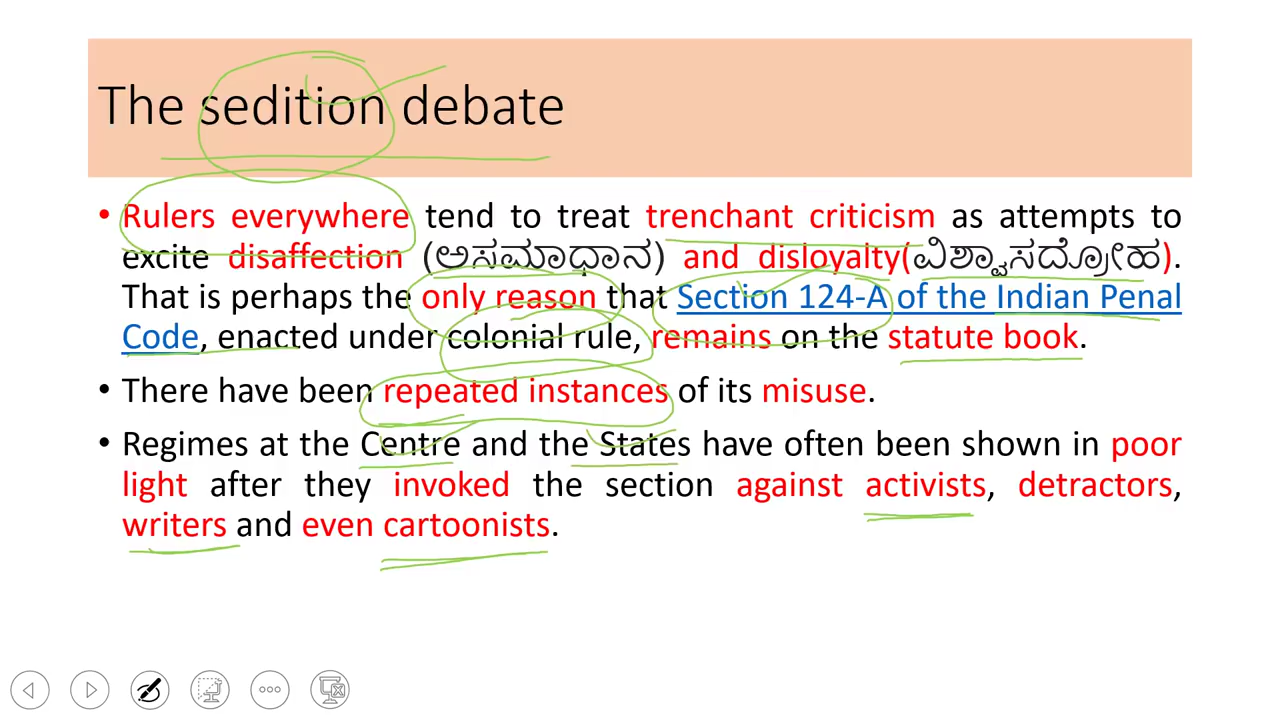 The sedition debate
• Rulers everywhere tend to treat trenchant criticism as attempts to
excite disaffection (ಅಸಮಾಧಾನ) and disloyalty(ವಿಶ್ವಾಸದ್ರೋಹ).
That is perhaps the only reason that Section 124-A of the Indian Penal
Code, enacted under colonial rule, remains on the statute book.
• There have been repeated instances of its misuse.
• Regimes at the Centre and the States have often been shown in poor
light after they invoked the section against activists, detractors,
writers and even cartoonists.